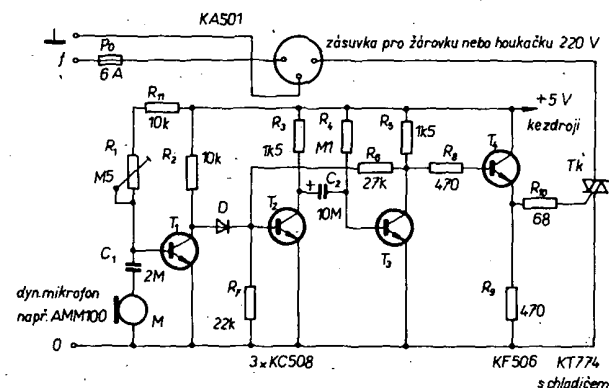 KA501
Po
6 A
f
zásuvka pro žárovku nebo houkačku 220 V
R11
10k
+5 V
ke zdroji
R1
M5
R2
10k
R3
1k5
R4
M1
R5
1k5
R6
27k
R8
470
T4
Tk
R10
68
T1
D
T2
+
C2
10M
T3
C1
2M
R7
22k
R9
470
dyn. mikrofon
např. AMM100
M
0
3 x KC508
KF506
KT774
s chladičem